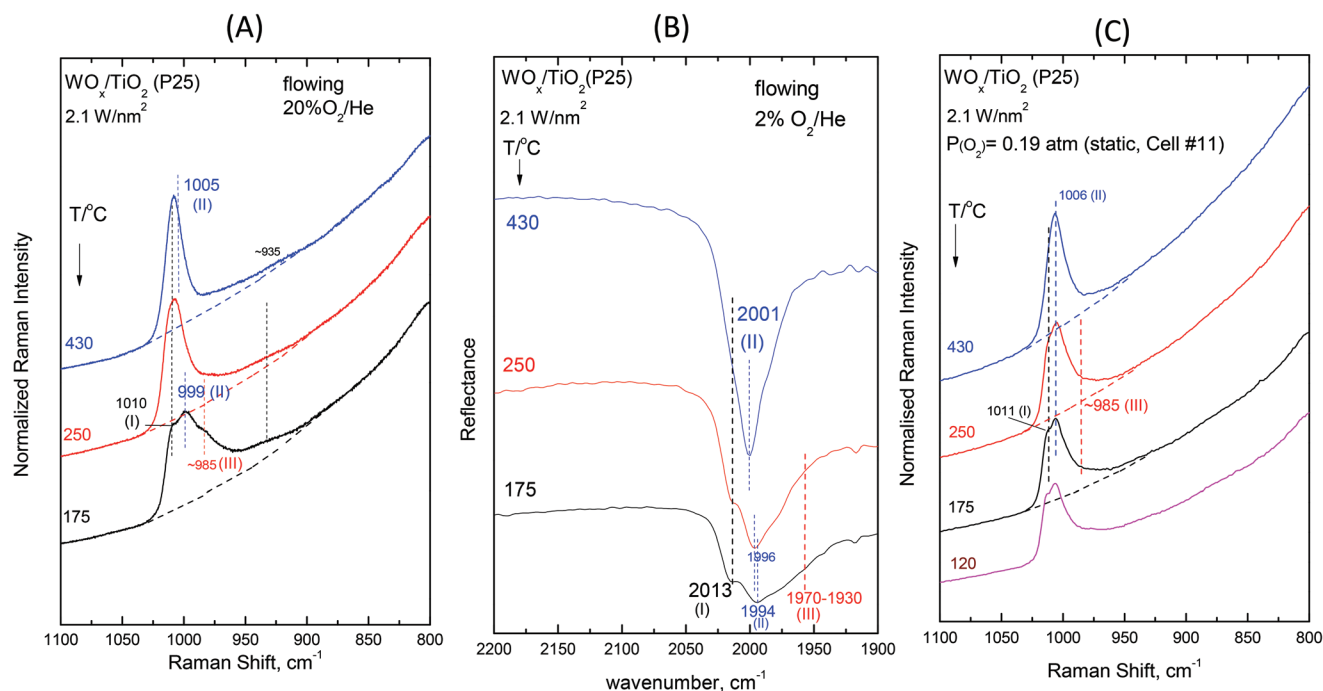 (A)
WOx/TiO2 (P25)
2.1 W/nm2
flowing
20%O2/He
T/oC
1005
(II)
~935
430
1010
(I)
999 (II)
250
~985 (III)
175
Normalized Raman Intensity
1100 1050 1000 950 900 850 800
Raman Shift, cm-1
(B)
WOx/TiO2 (P25)
2.1 W/nm2
flowing
2% O2/He
T/oC
430
2001
(II)
250
1996
175
2013
(I)
1994
(II)
1970-1930
(III)
Reflectance
2200 2150 2100 2050 2000 1950 1900
wavenumber, cm-1
(C)
WOx/TiO2 (P25)
2.1 W/nm2
P(O2)= 0.19 atm (static, Cell #11)
T/oC
1006 (II)
430
~985 (III)
250
1011 (I)
175
120
Normalised Raman Intensity
1100 1050 1000 950 900 850 800
Raman Shift, cm-1